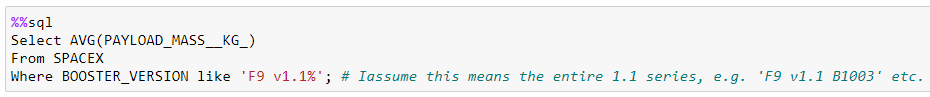 %%sql
Select AVG(PAYLOAD_MASS__KG_)
From SPACEX
Where BOOSTER_VERSION like 'F9 v1.1%'; # Iassume this means the entire 1.1 series, e.g. 'F9 v1.1 B1003' etc.